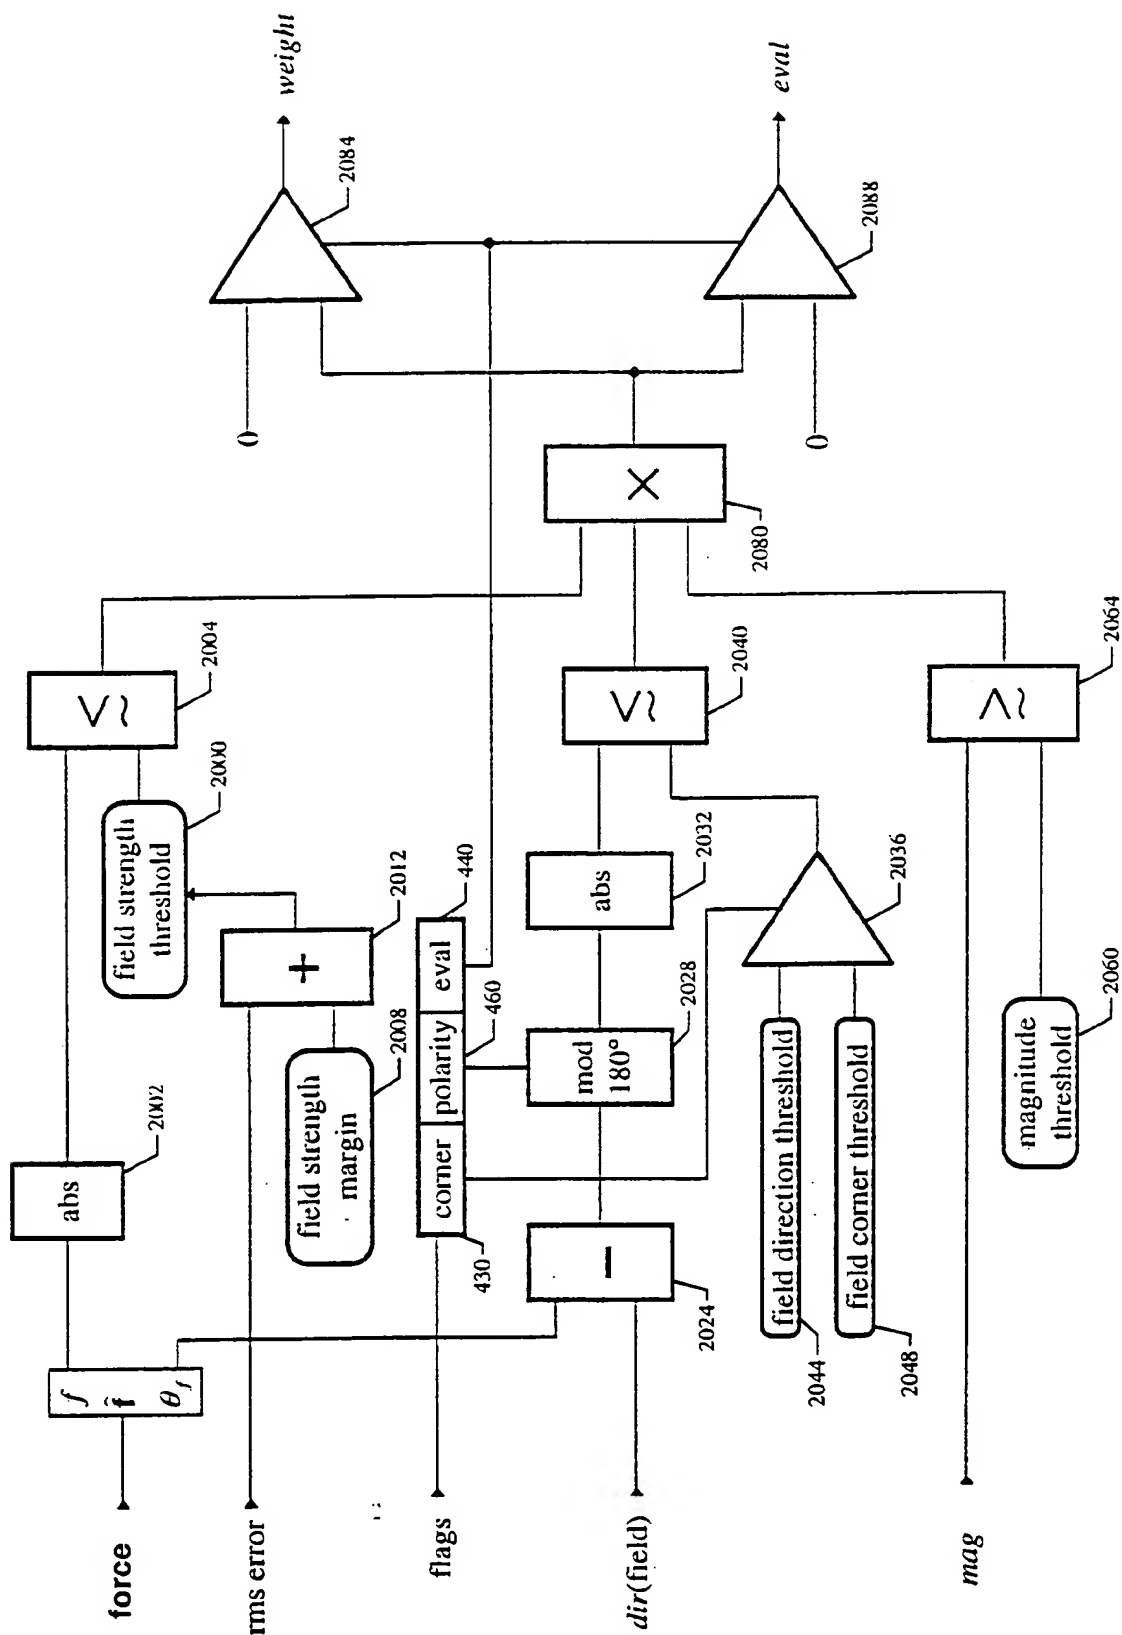 force
f
f̃
θf
abs
2002
<~
2004
field strength
threshold
2000
rms error
field strength
margin
2008
+
2012
flags
corner
polarity
eval
430
460
440
dir(field)
−
2024
mod
180°
2028
abs
2032
<~
2040
field direction threshold
2044
field corner threshold
2048
2036
mag
magnitude
threshold
2060
>~
2064
×
2080
0
2084
weight
0
2088
eval